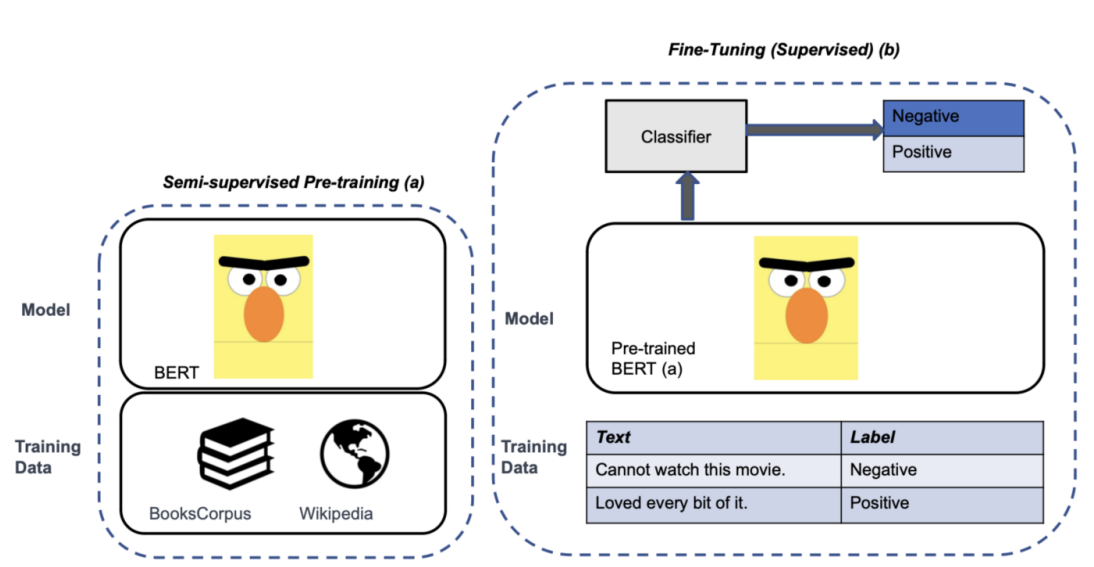 Semi-supervised Pre-training (a)
Model
BERT
Training
Data
BooksCorpus Wikipedia
Fine-Tuning (Supervised) (b)
Classifier
Negative
Positive
Model
Pre-trained
BERT (a)
Training
Data
Text Label
Cannot watch this movie. Negative
Loved every bit of it. Positive